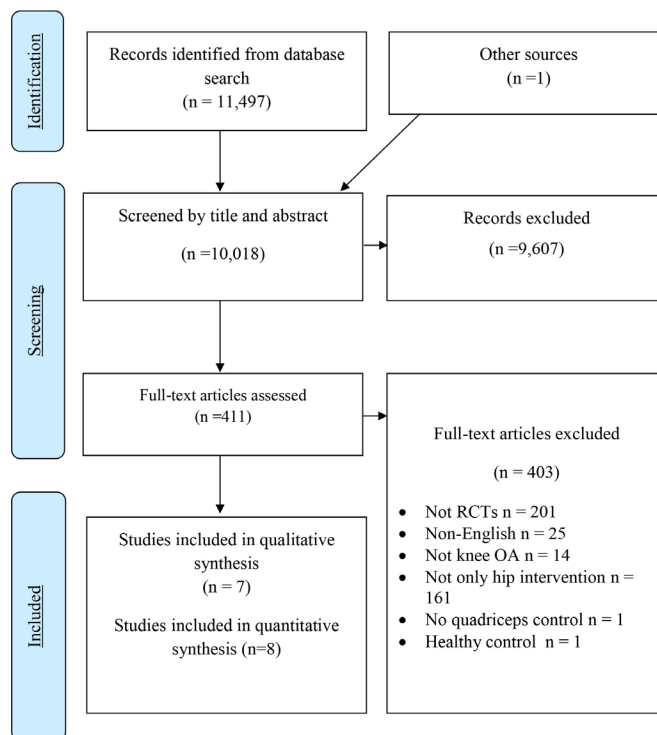 Identification
Records identified from database
search
(n = 11,497)
Other sources
(n =1)
Screening
Screened by title and abstract
(n =10,018)
Records excluded
(n =9,607)
Full-text articles assessed
(n =411)
Full-text articles excluded
(n = 403)
• Not RCTs n = 201
• Non-English n = 25
• Not knee OA n = 14
• Not only hip intervention n =
161
• No quadriceps control n = 1
• Healthy control n = 1
Included
Studies included in qualitative
synthesis
(n = 7)
Studies included in quantitative
synthesis (n=8)